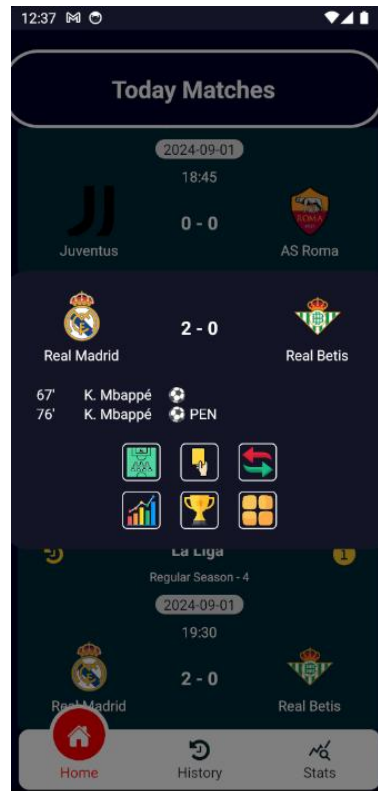 12:37
Today Matches
2024-09-01
18:45
0 - 0
Juventus
AS Roma
ROMA
2 - 0
Real Madrid
Real Betis
67' K. Mbappé
76' K. Mbappé PEN
La Liga
1
Regular Season - 4
2024-09-01
19:30
2 - 0
Real Madrid
Real Betis
Home
History
Stats